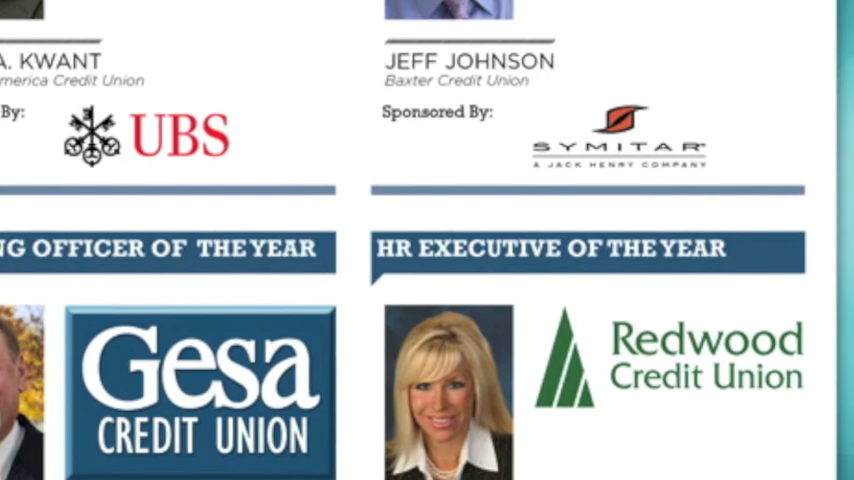 A. KWANT
merica Credit Union
By:
UBS
JEFF JOHNSON
Baxter Credit Union
Sponsored By:
SYMITAR
A JACK HENRY COMPANY
NG OFFICER OF THE YEAR
Gesa
CREDIT UNION
HR EXECUTIVE OF THE YEAR
Redwood
Credit Union